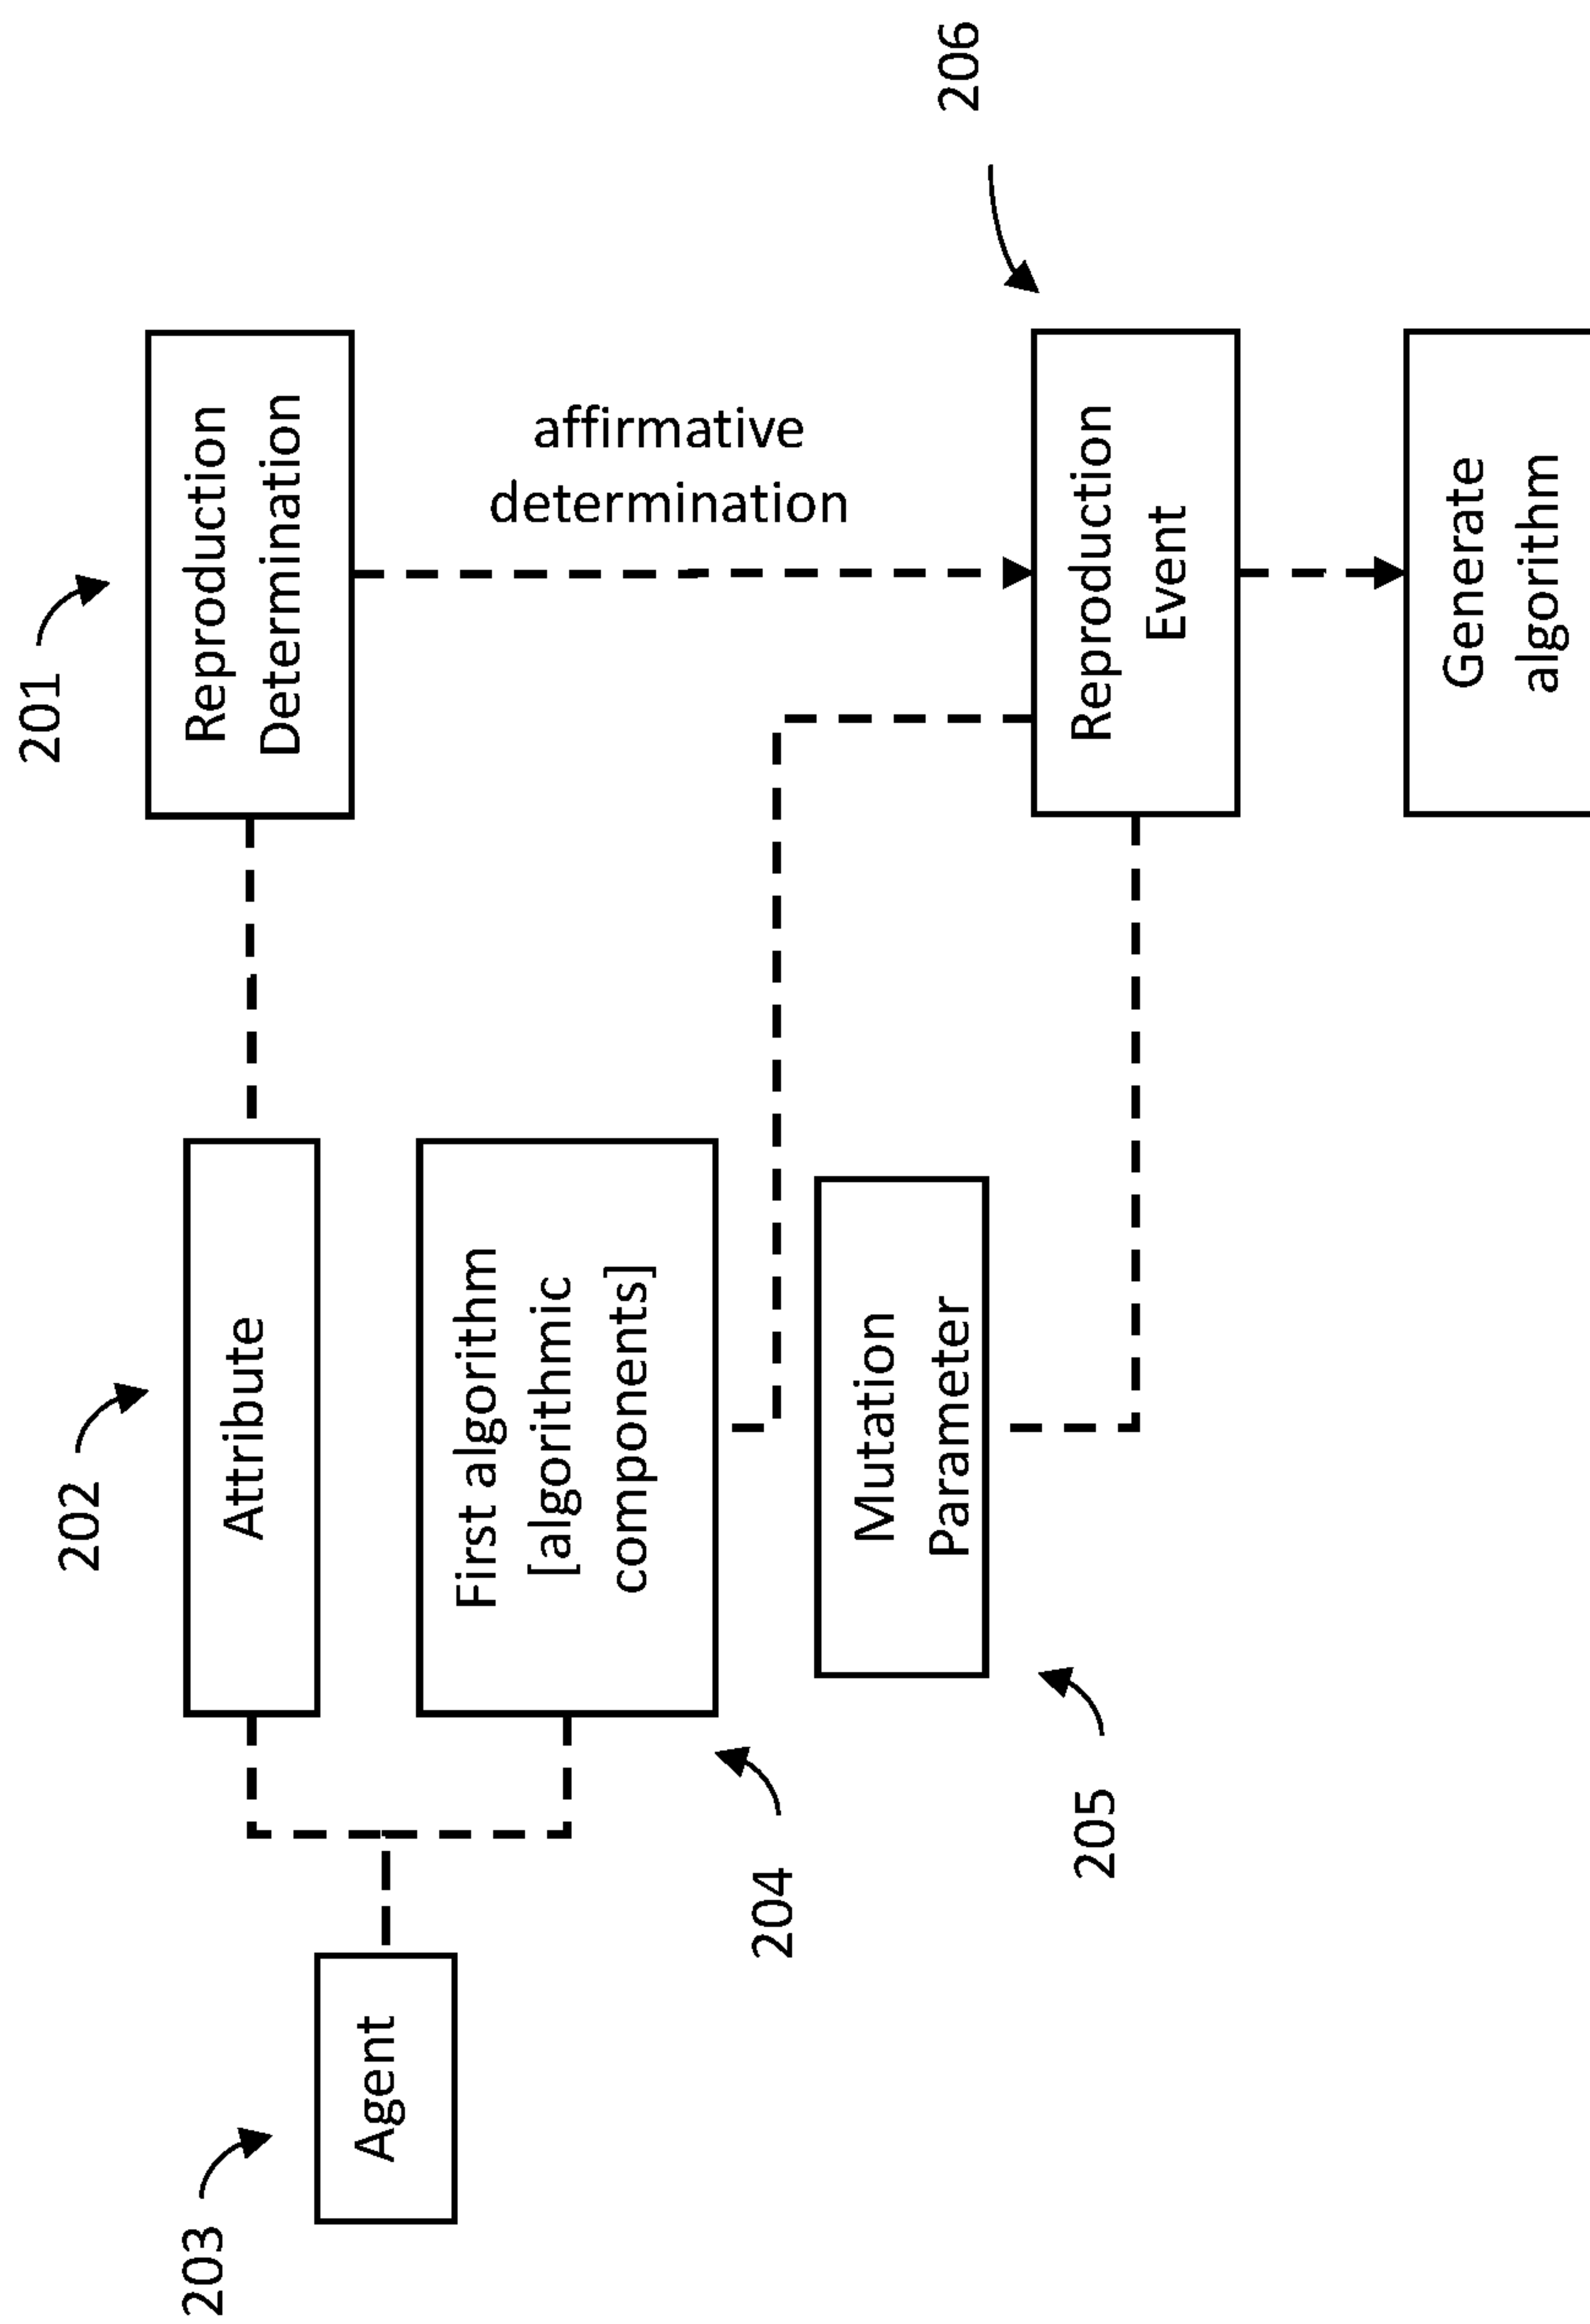 201
202
203
Reproduction
Determination
Attribute
Agent
affirmative
determination
First algorithm
[algorithmic
components]
204
Mutation
Parameter
205
206
Reproduction
Event
Generate
algorithm